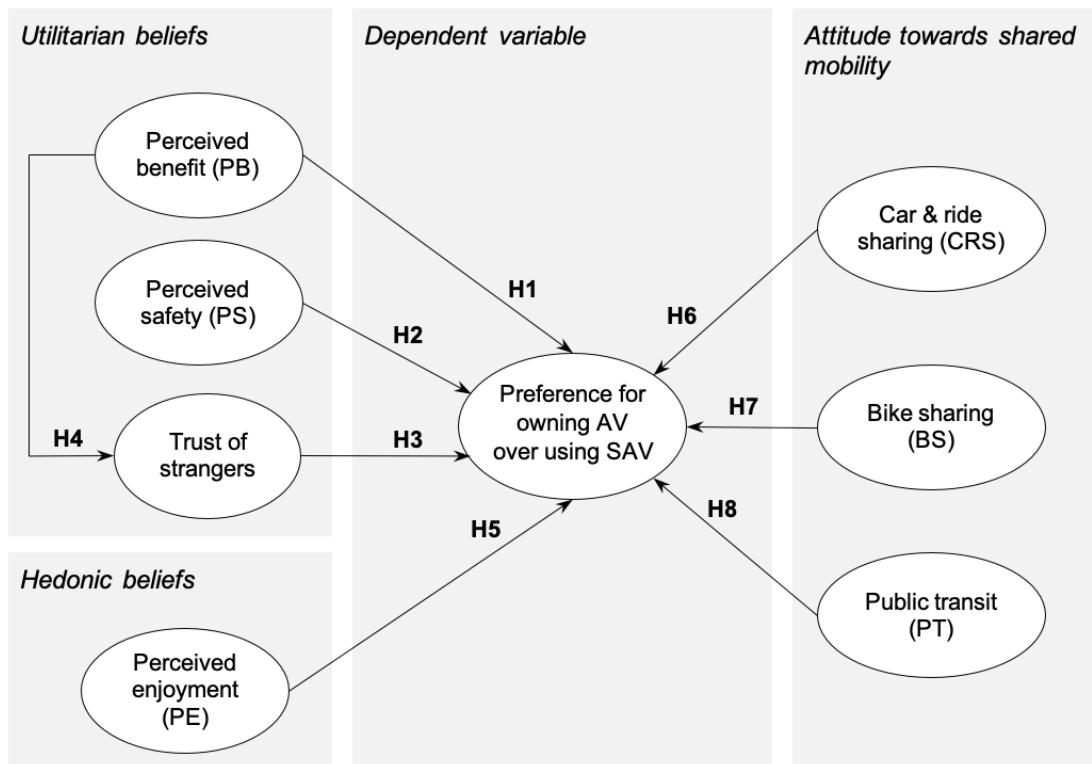 Utilitarian beliefs
Perceived
benefit (PB)
Perceived
safety (PS)
H4
Trust of
strangers
Hedonic beliefs
Perceived
enjoyment
(PE)
Dependent variable
H1
H2
H3
H5
Preference for
owning AV
over using SAV
H6
H7
H8
Attitude towards shared
mobility
Car & ride
sharing (CRS)
Bike sharing
(BS)
Public transit
(PT)